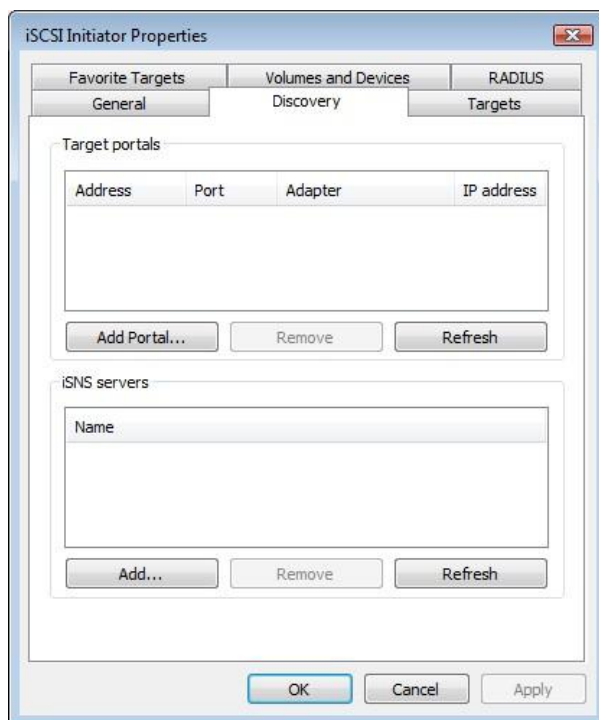 iSCSI Initiator Properties
Favorite Targets Volumes and Devices RADIUS
General Discovery Targets
Target portals
Address Port Adapter IP address
Add Portal... Remove Refresh
iSNS servers
Name
Add... Remove Refresh
OK Cancel Apply